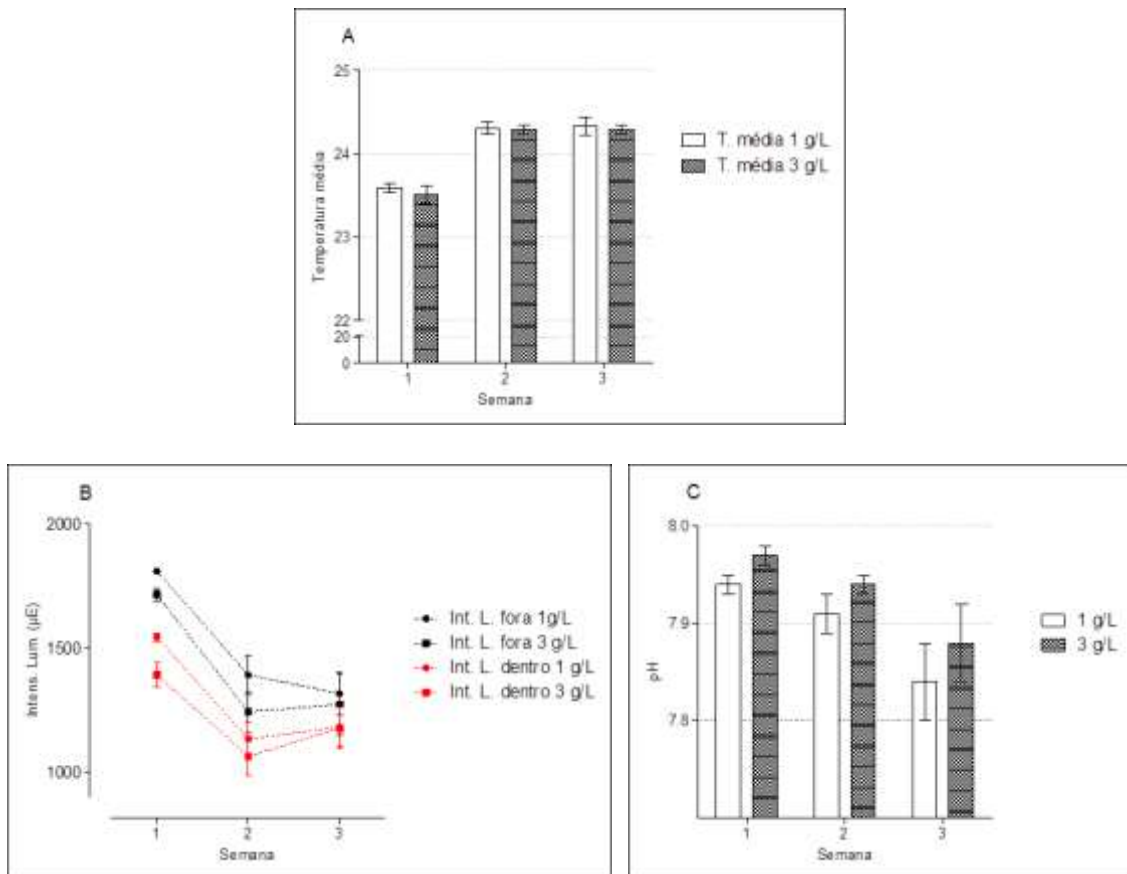 A
25
24
23
22
20
0
Temperatura média
1 2 3
Semana
T. média 1 g/L
T. média 3 g/L
B
2000
1500
1000
Intens. Lum. (µE)
1 2 3
Semana
Int. L. fora 1g/L
Int. L. fora 3 g/L
Int. L. dentro 1 g/L
Int. L. dentro 3 g/L
C
8.0
7.9
7.8
pH
1 2 3
Semana
1 g/L
3 g/L